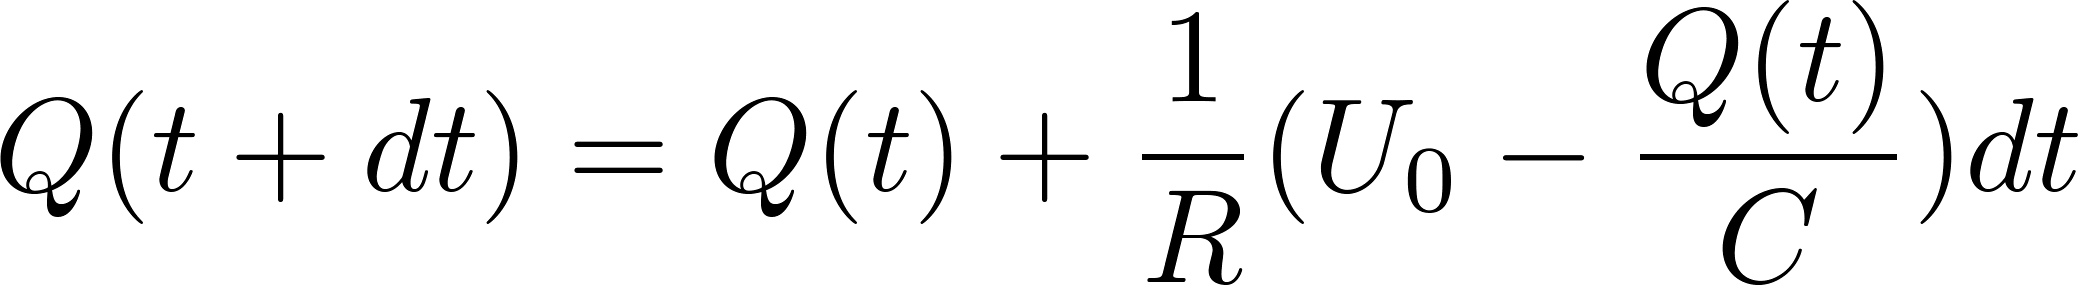 Q(t + dt) = Q(t) + \frac{1}{R}(U_0 - \frac{Q(t)}{C})dt